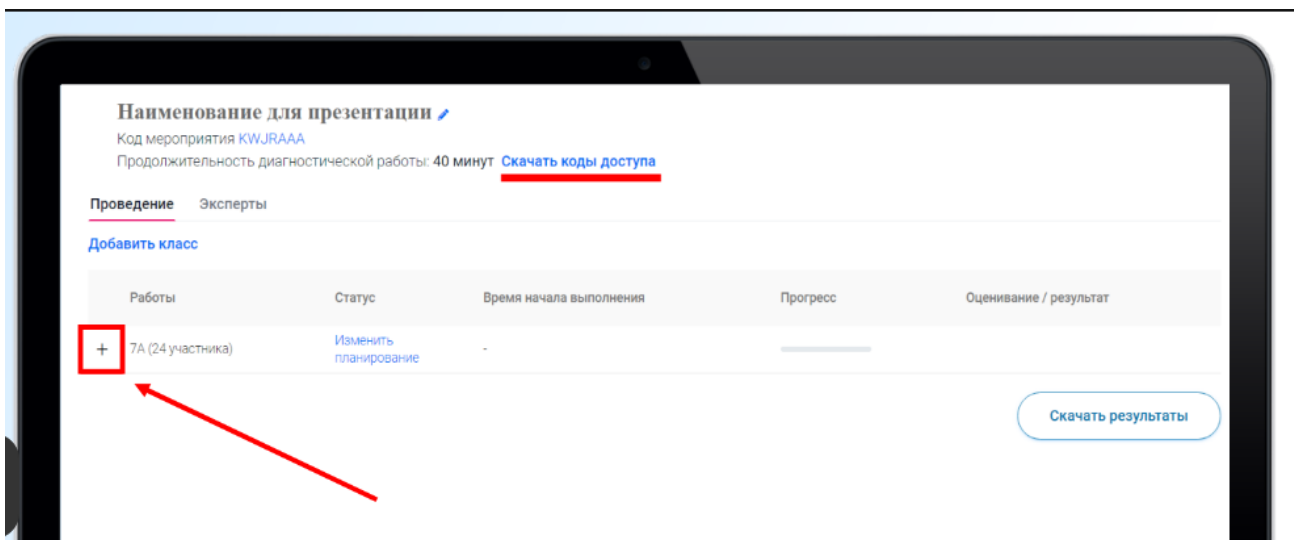 Наименование для презентации
Код мероприятия KWJRAAA
Продолжительность диагностической работы: 40 минут Скачать коды доступа
Проведение Эксперты
Добавить класс
Работы Статус Время начала выполнения Прогресс Оценивание / результат
+ 7А (24 участника) Изменить планирование -
Скачать результаты